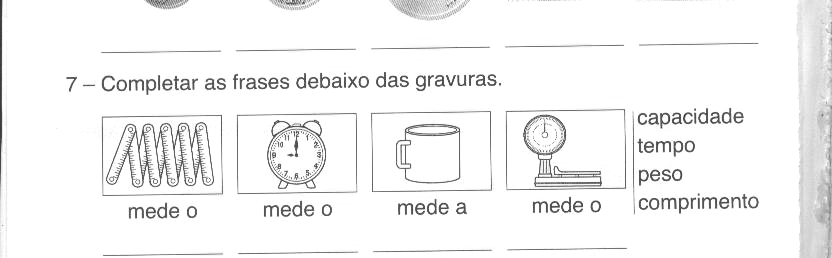 7 – Completar as frases debaixo das gravuras.
capacidade
tempo
peso
comprimento
mede o mede o mede a mede o